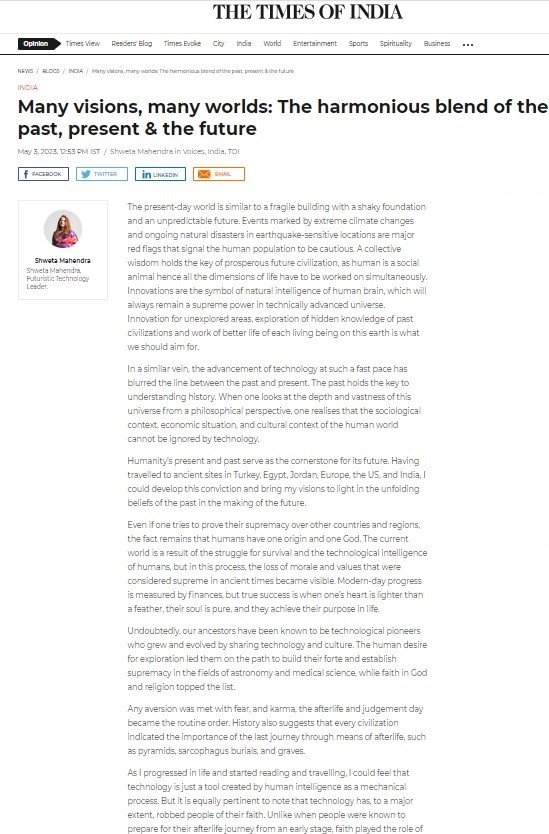 THE TIMES OF INDIA
Opinion Times View Readers' Blog Times Evoke City India World Entertainment Sports Spirituality Business
NEWS / BLOGS / INDIA / Many visions, many worlds: The harmonious blend of the past, present & the future
INDIA
Many visions, many worlds: The harmonious blend of the
past, present & the future
May 3, 2023, 12:53 PM IST / Shweta Mahendra in Voices, India, TOI
FACEBOOK TWITTER LINKEDIN EMAIL
Shweta Mahendra
Shweta Mahendra,
Futuristic Technology
Leader.
The present-day world is similar to a fragile building with a shaky foundation
and an unpredictable future. Events marked by extreme climate changes
and ongoing natural disasters in earthquake-sensitive locations are major
red flags that signal the human population to be cautious. A collective
wisdom holds the key of prosperous future civilization, as human is a social
animal hence all the dimensions of life have to be worked on simultaneously.
Innovations are the symbol of natural intelligence of human brain, which will
always remain a supreme power in technically advanced universe.
Innovation for unexplored areas, exploration of hidden knowledge of past
civilizations and work of better life of each living being on this earth is what
we should aim for.
In a similar vein, the advancement of technology at such a fast pace has
blurred the line between the past and present. The past holds the key to
understanding history. When one looks at the depth and vastness of this
universe from a philosophical perspective, one realises that the sociological
context, economic situation, and cultural context of the human world
cannot be ignored by technology.
Humanity's present and past serve as the cornerstone for its future. Having
travelled to ancient sites in Turkey, Egypt, Jordan, Europe, the US, and India, I
could develop this conviction and bring my visions to light in the unfolding
beliefs of the past in the making of the future.
Even if one tries to prove their supremacy over other countries and regions,
the fact remains that humans have one origin and one God. The current
world is a result of the struggle for survival and the technological intelligence
of humans, but in this process, the loss of morale and values that were
considered supreme in ancient times became visible. Modern-day progress
is measured by finances, but true success is when one's heart is lighter than
a feather, their soul is pure, and they achieve their purpose in life.
Undoubtedly, our ancestors have been known to be technological pioneers
who grew and evolved by sharing technology and culture. The human desire
for exploration led them on the path to build their forte and establish
supremacy in the fields of astronomy and medical science, while faith in God
and religion topped the list.
Any aversion was met with fear, and karma, the afterlife and judgement day
became the routine order. History also suggests that every civilization
indicated the importance of the last journey through means of afterlife, such
as pyramids, sarcophagus burials, and graves.
As I progressed in life and started reading and travelling, I could feel that
technology is just a tool created by human intelligence as a mechanical
process. But it is equally pertinent to note that technology has, to a major
extent, robbed people of their faith. Unlike when people were known to
prepare for their afterlife journey from an early stage, faith played the role of